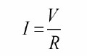 I = V/R